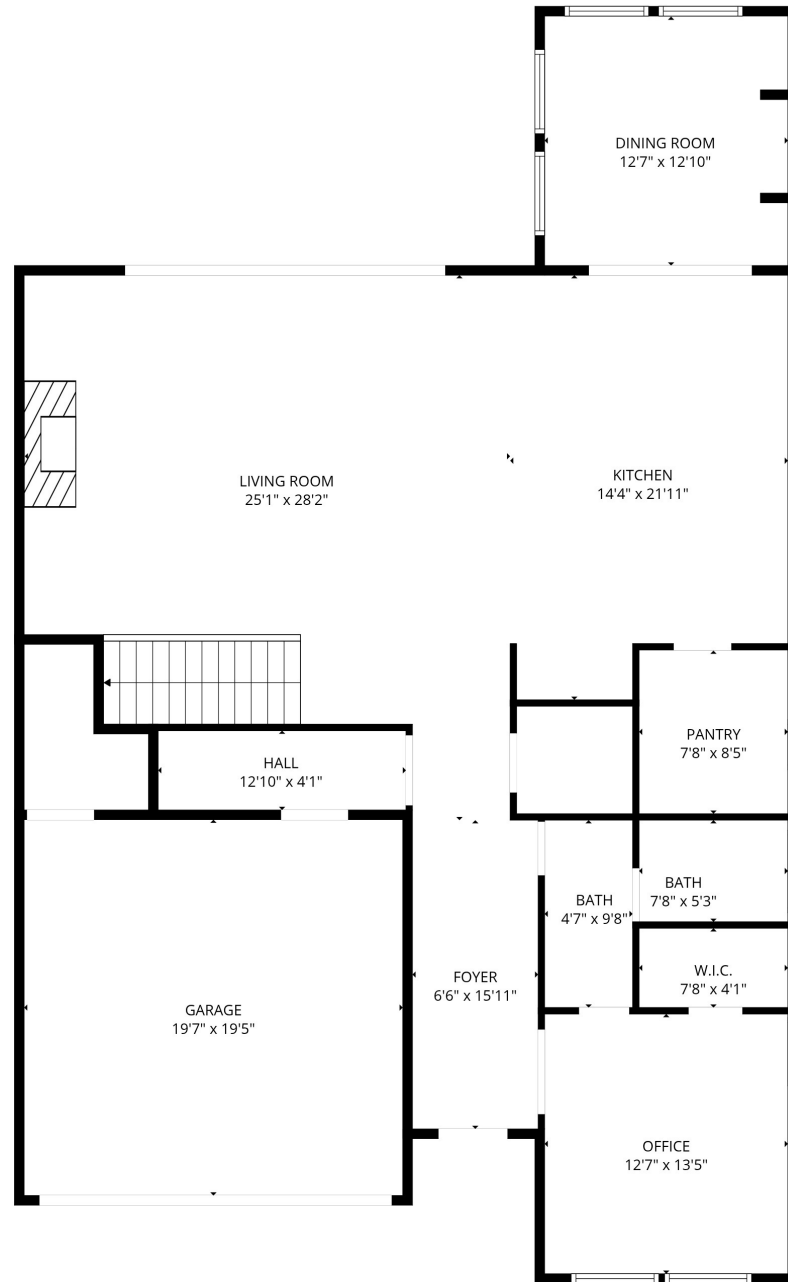 DINING ROOM
12'7" x 12'10"
LIVING ROOM
25'1" x 28'2"
KITCHEN
14'4" x 21'11"
PANTRY
7'8" x 8'5"
HALL
12'10" x 4'1"
BATH
7'8" x 5'3"
BATH
4'7" x 9'8"
W.I.C.
7'8" x 4'1"
FOYER
6'6" x 15'11"
GARAGE
19'7" x 19'5"
OFFICE
12'7" x 13'5"